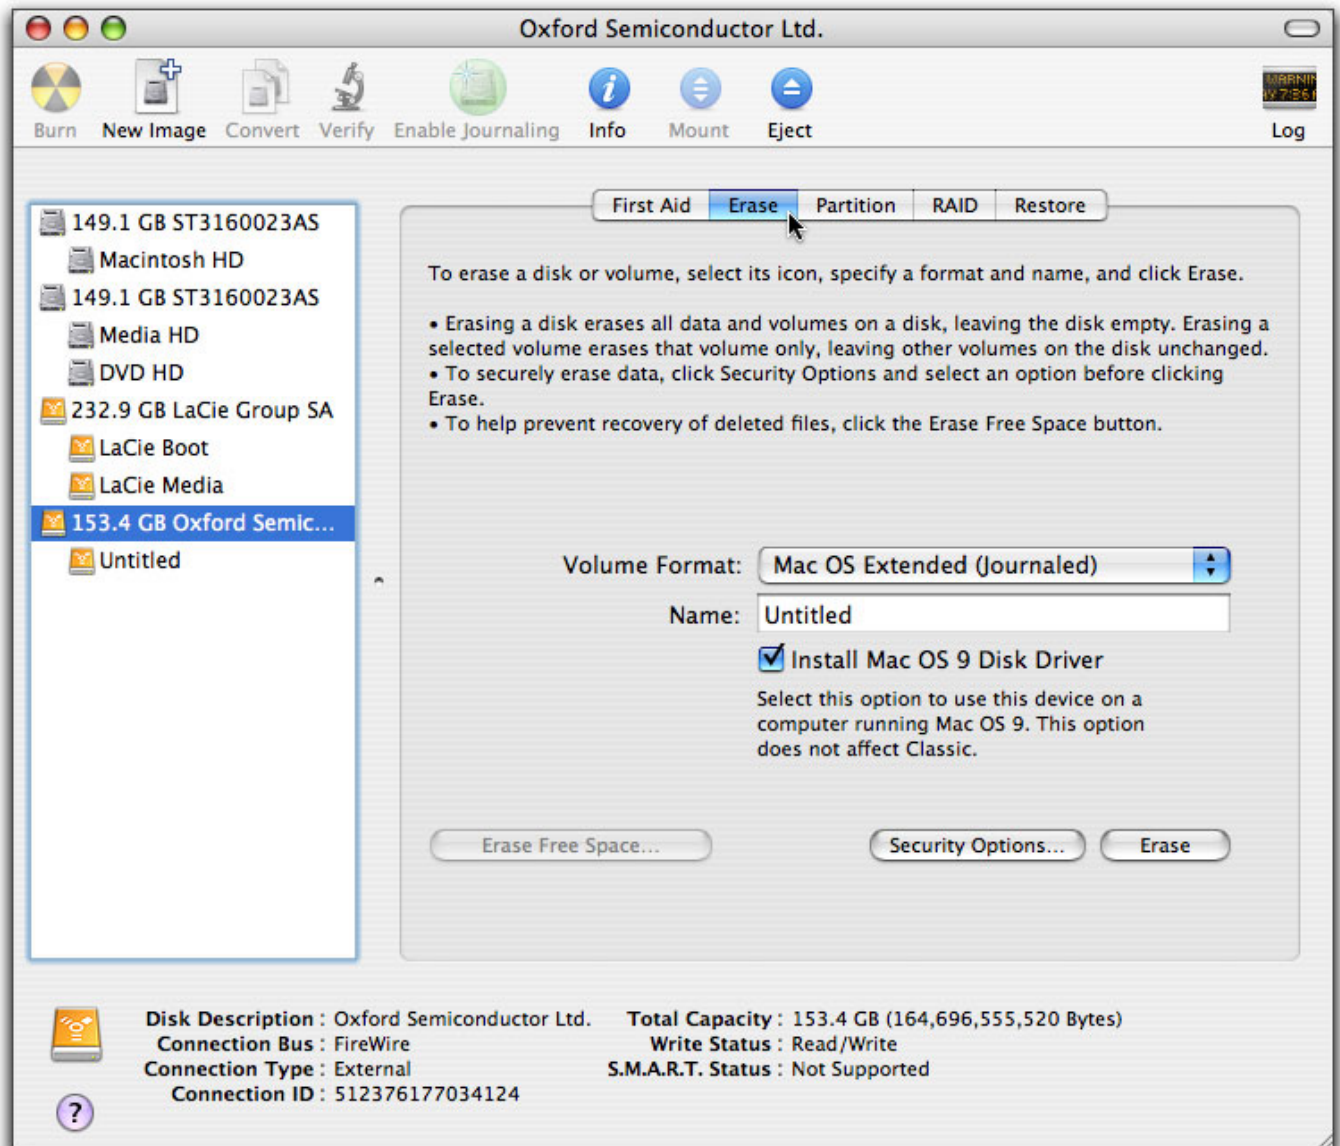 Oxford Semiconductor Ltd.
Burn New Image Convert Verify Enable Journaling Info Mount Eject Log
First Aid Erase Partition RAID Restore
149.1 GB ST3160023AS
Macintosh HD
149.1 GB ST3160023AS
Media HD
DVD HD
232.9 GB LaCie Group SA
LaCie Boot
LaCie Media
153.4 GB Oxford Semic...
Untitled
To erase a disk or volume, select its icon, specify a format and name, and click Erase.
• Erasing a disk erases all data and volumes on a disk, leaving the disk empty. Erasing a
selected volume erases that volume only, leaving other volumes on the disk unchanged.
• To securely erase data, click Security Options and select an option before clicking
Erase.
• To help prevent recovery of deleted files, click the Erase Free Space button.
Volume Format: Mac OS Extended (Journaled)
Name: Untitled
Install Mac OS 9 Disk Driver
Select this option to use this device on a
computer running Mac OS 9. This option
does not affect Classic.
Erase Free Space... Security Options... Erase
Disk Description : Oxford Semiconductor Ltd. Total Capacity : 153.4 GB (164,696,555,520 Bytes)
Connection Bus : FireWire Write Status : Read/Write
Connection Type : External S.M.A.R.T. Status : Not Supported
Connection ID : 512376177034124
?